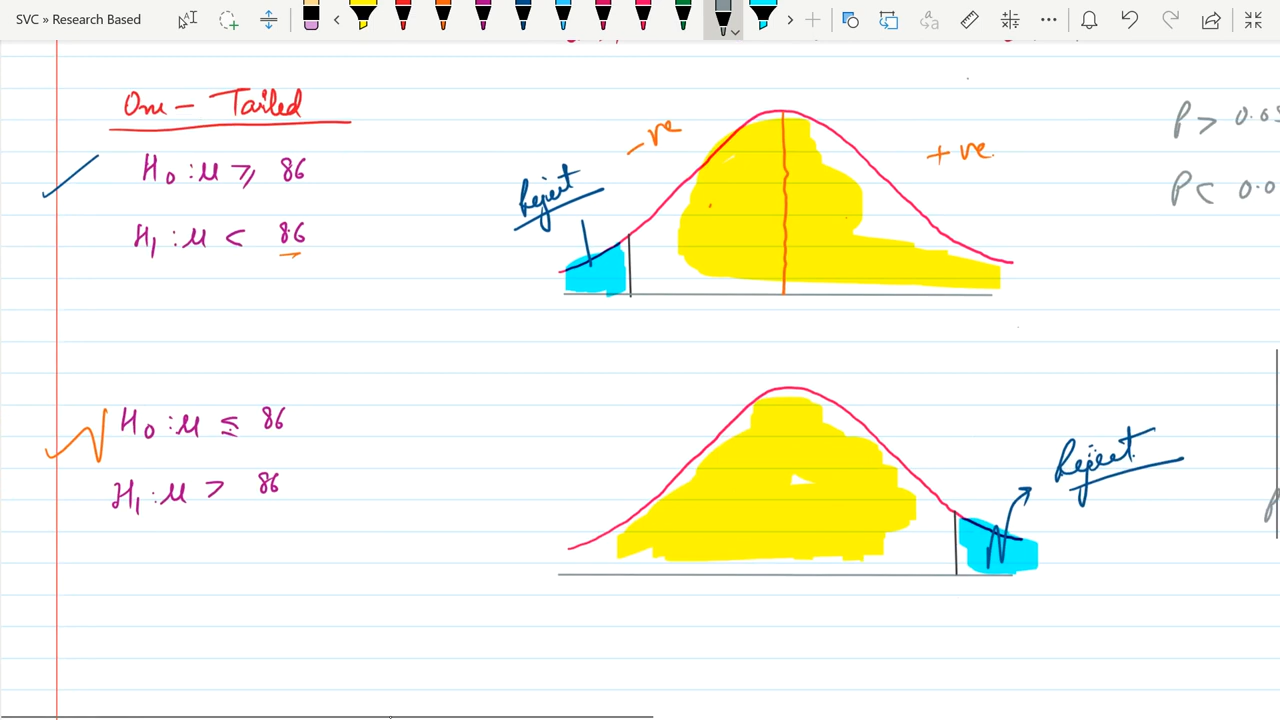 SVC » Research Based
One - Tailed
H₀ : μ ≥ 86
H₁ : μ < 86
-ve
+ve
Reject
P > 0.0
P < 0.0
H₀ : μ ≤ 86
H₁ : μ > 86
Reject